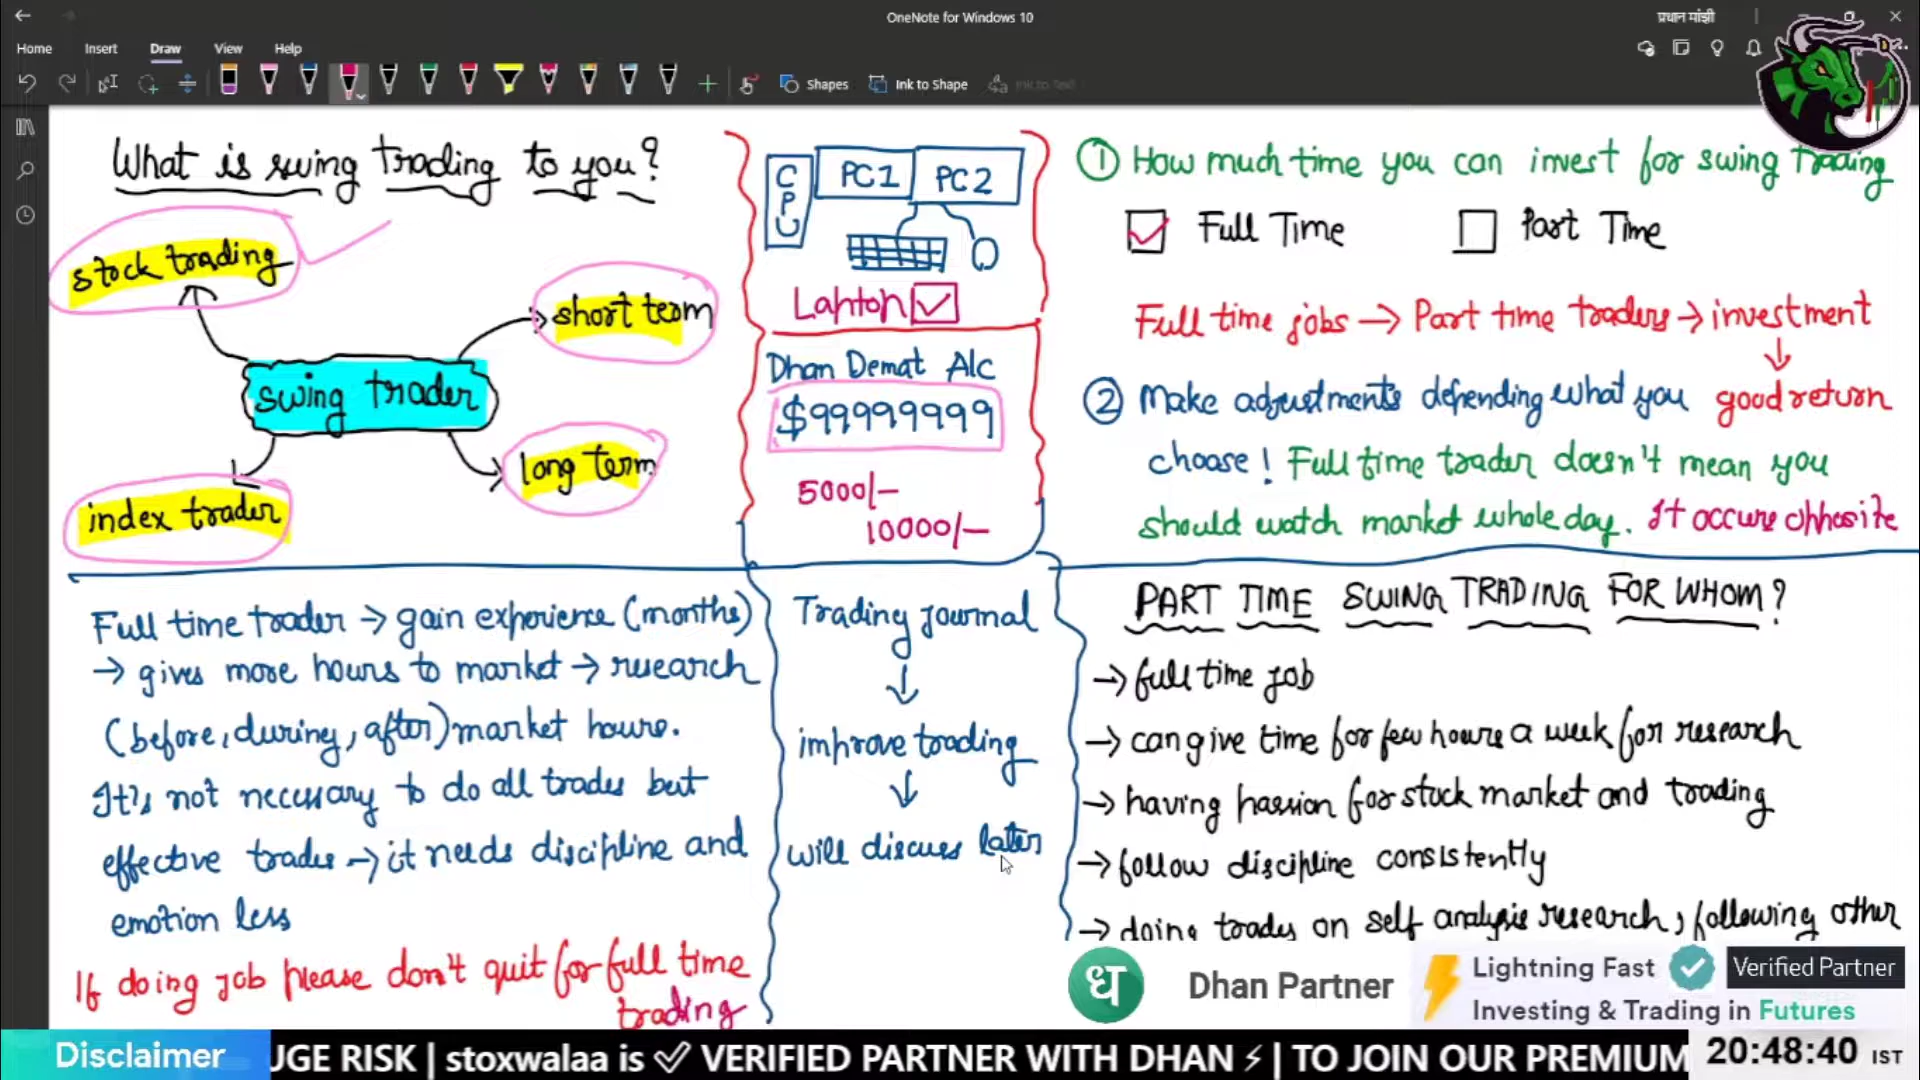 OneNote for Windows 10
प्रधान मांझी
Home Insert Draw View Help
Shapes
Ink to Shape
Ink to Text
What is swing trading to you?
stock trading
short term
swing trader
long term
index trader
CPU
PC1
PC2
Laptop
Dhan Demat A/c
$99999999
5000/-
10000/-
① How much time you can invest for swing trading
Full Time
Part Time
Full time jobs → Part time traders → investment
↓
② Make adjustments depending what you good return
choose! Full time trader doesn't mean you
should watch market whole day. It occurs opposite
Full time trader → gain experience (months)
→ gives more hours to market → research
(before, during, after) market hours.
It's not necessary to do all trades but
effective trades → it needs discipline and
emotion less
If doing job please don't quit for full time
trading
Trading journal
↓
improve trading
↓
will discuss later
PART TIME SWING TRADING FOR WHOM?
→ full time job
→ can give time for few hours a week for research
→ having passion for stock market and trading
→ follow discipline consistently
→ doing trades on self analysis research, following other
ध
Dhan Partner
Lightning Fast
Investing & Trading in Futures
Verified Partner
Disclaimer
UGE RISK | stoxwalaa is ✅ VERIFIED PARTNER WITH DHAN ⚡ | TO JOIN OUR PREMIUM
20:48:40 IST